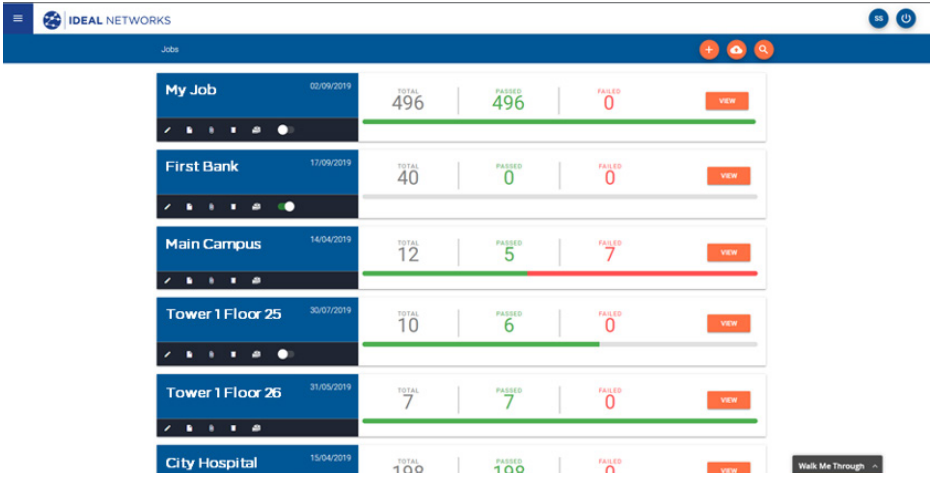 IDEAL NETWORKS
SS
Jobs
My Job 02/09/2019
TOTAL PASSED FAILED
496 496 0
VIEW
First Bank 17/09/2019
TOTAL PASSED FAILED
40 0 0
VIEW
Main Campus 14/04/2019
TOTAL PASSED FAILED
12 5 7
VIEW
Tower 1 Floor 25 30/07/2019
TOTAL PASSED FAILED
10 6 0
VIEW
Tower 1 Floor 26 31/05/2019
TOTAL PASSED FAILED
7 7 0
VIEW
City Hospital 15/04/2019
TOTAL PASSED FAILED
198 198 0
VIEW
Walk Me Through